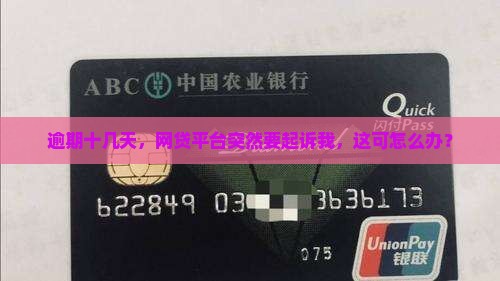 ABC 中国农业银行
Quick
闪付Pass
逾期十几天，网贷平台突然要起诉我，这可怎么办？
622849 03 3636173
075
UnionPay
银联